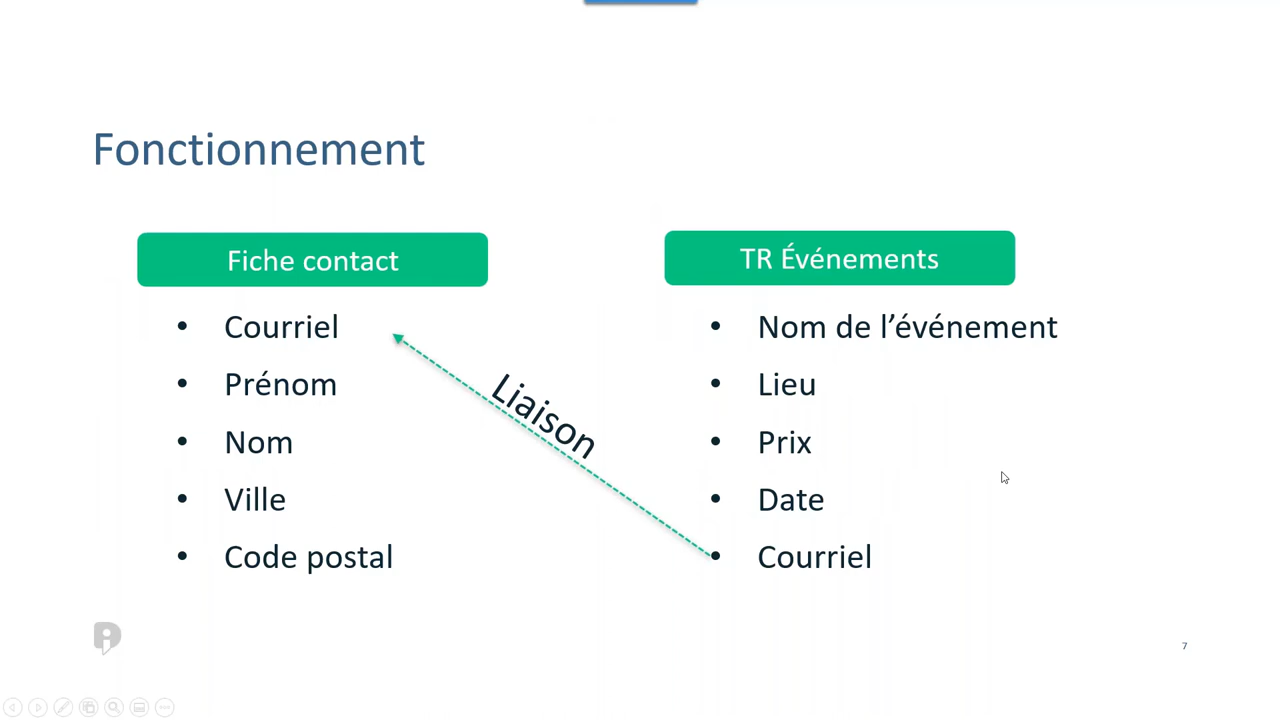 Fonctionnement
Fiche contact
• Courriel
• Prénom
• Nom
• Ville
• Code postal
Liaison
TR Événements
• Nom de l’événement
• Lieu
• Prix
• Date
• Courriel
7